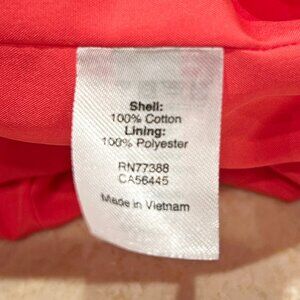 Shell:
100% Cotton
Lining:
100% Polyester
RN77388
CA56445
Made in Vietnam